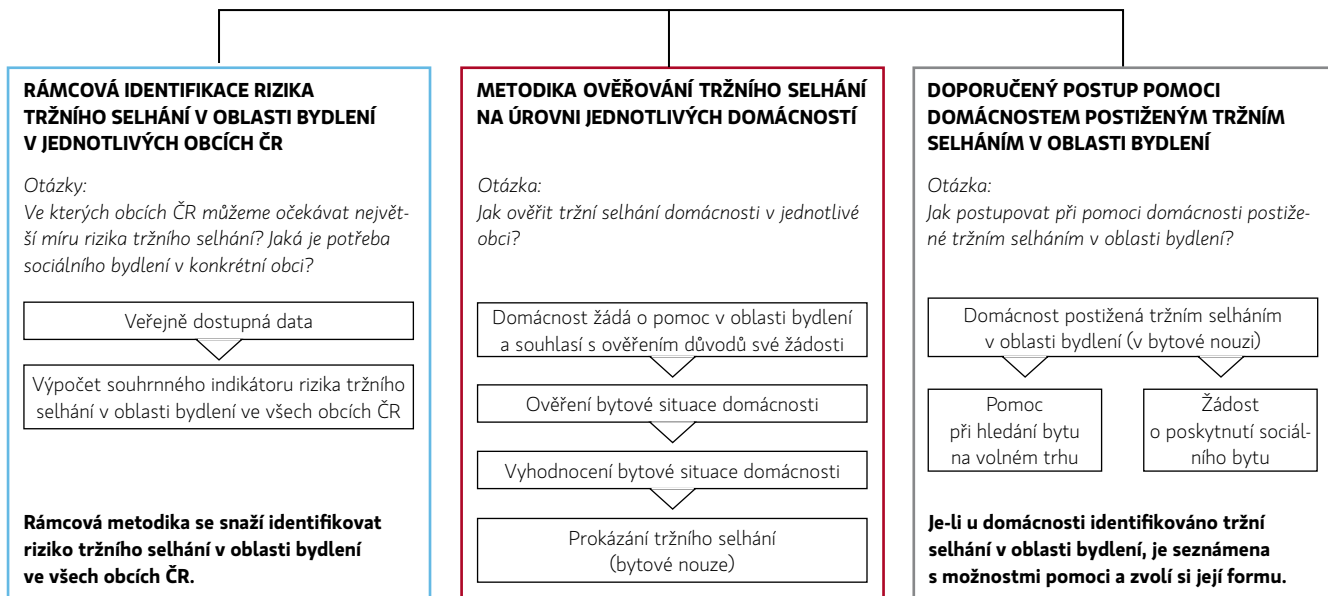 RÁMCOVÁ IDENTIFIKACE RIZIKA
TRŽNÍHO SELHÁNÍ V OBLASTI BYDLENÍ
V JEDNOTLIVÝCH OBCÍCH ČR
Otázky:
Ve kterých obcích ČR můžeme očekávat největ-
ší míru rizika tržního selhání? Jaká je potřeba
sociálního bydlení v konkrétní obci?
Veřejně dostupná data
Výpočet souhrnného indikátoru rizika tržního
selhání v oblasti bydlení ve všech obcích ČR
Rámcová metodika se snaží identifikovat
riziko tržního selhání v oblasti bydlení
ve všech obcích ČR.
METODIKA OVĚŘOVÁNÍ TRŽNÍHO SELHÁNÍ
NA ÚROVNI JEDNOTLIVÝCH DOMÁCNOSTÍ
Otázka:
Jak ověřit tržní selhání domácnosti v jednotlivé
obci?
Domácnost žádá o pomoc v oblasti bydlení
a souhlasí s ověřením důvodů své žádosti
Ověření bytové situace domácnosti
Vyhodnocení bytové situace domácnosti
Prokázání tržního selhání
(bytové nouze)
DOPORUČENÝ POSTUP POMOCI
DOMÁCNOSTEM POSTIŽENÝM TRŽNÍM
SELHÁNÍM V OBLASTI BYDLENÍ
Otázka:
Jak postupovat při pomoci domácnosti postiže-
né tržním selháním v oblasti bydlení?
Domácnost postižená tržním selháním
v oblasti bydlení (v bytové nouzi)
Pomoc
při hledání bytu
na volném trhu
Žádost
o poskytnutí sociál-
ního bytu
Je-li u domácnosti identifikováno tržní
selhání v oblasti bydlení, je seznámena
s možnostmi pomoci a zvolí si její formu.